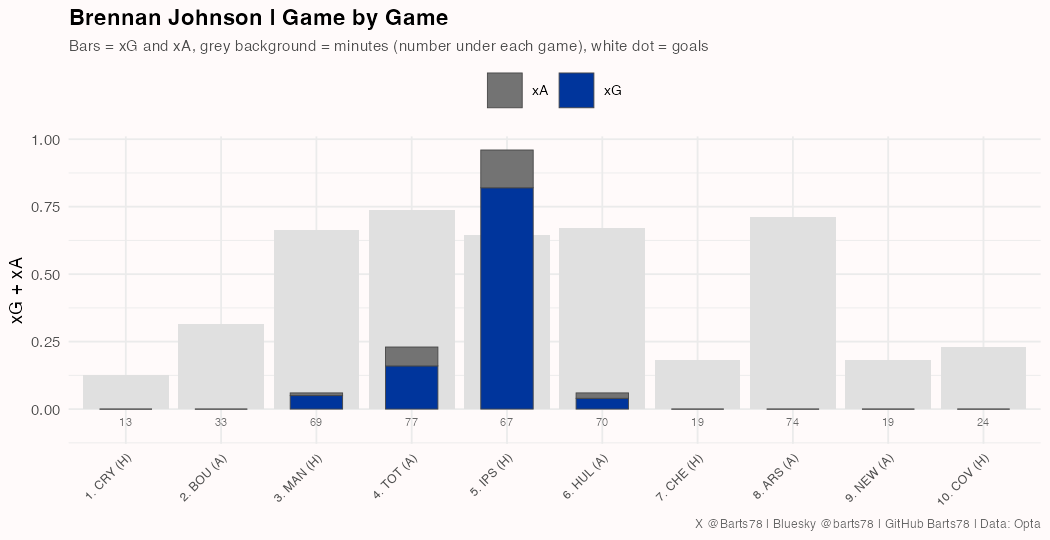 Brennan Johnson | Game by Game
Bars = xG and xA, grey background = minutes (number under each game), white dot = goals
xA xG
xG + xA
1.00
0.75
0.50
0.25
0.00
13 33 69 77 67 70 19 74 19 24
1. CRY (H)
2. BOU (A)
3. MAN (H)
4. TOT (A)
5. IPS (H)
6. HUL (A)
7. CHE (H)
8. ARS (A)
9. NEW (A)
10. COV (H)
X @Barts78 | Bluesky @barts78 | GitHub Barts78 | Data: Opta